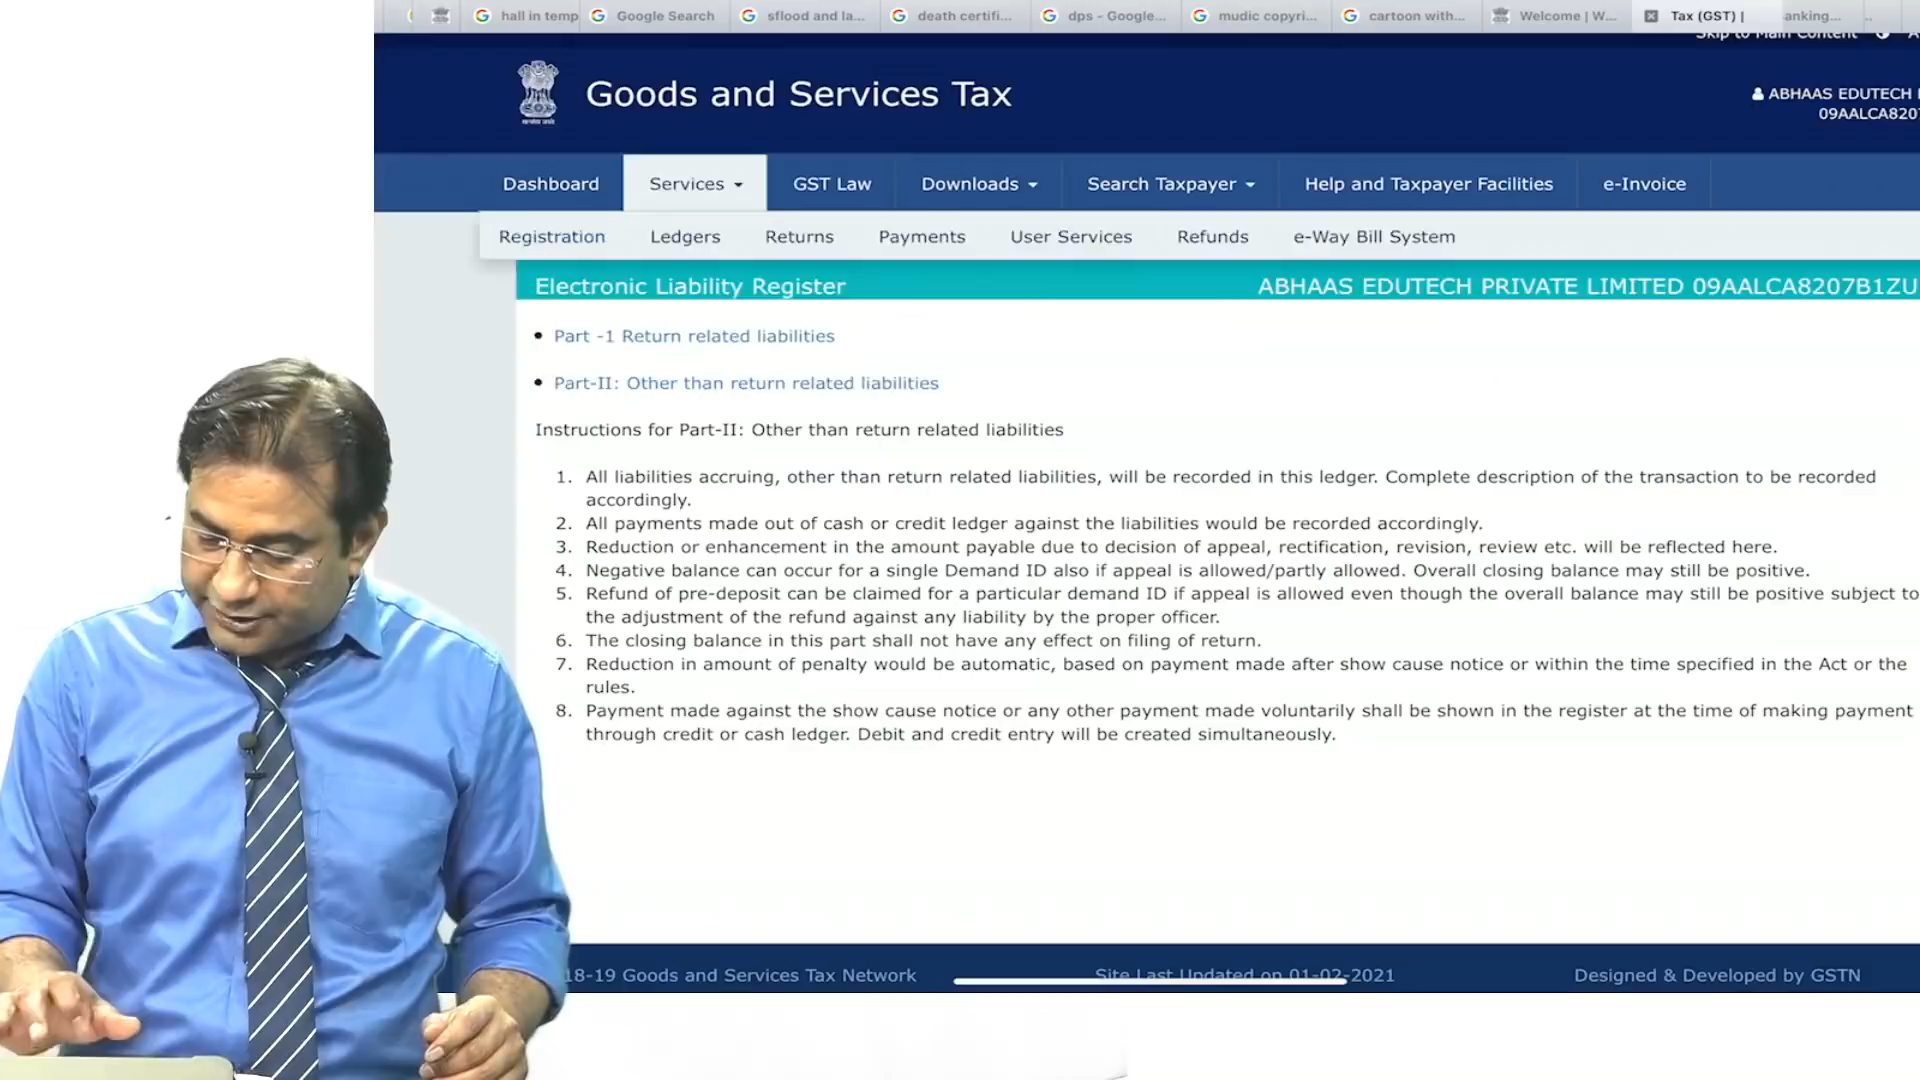 hall in temp
Google Search
sflood and la...
death certifi...
dps - Google...
mudic copyri...
cartoon with...
Welcome | W...
Tax (GST) |
anking...
Skip to Main Content
Goods and Services Tax
ABHAAS EDUTECH
09AALCA820
Dashboard
Services
GST Law
Downloads
Search Taxpayer
Help and Taxpayer Facilities
e-Invoice
Registration
Ledgers
Returns
Payments
User Services
Refunds
e-Way Bill System
Electronic Liability Register
ABHAAS EDUTECH PRIVATE LIMITED 09AALCA8207B1ZU
• Part -1 Return related liabilities
• Part-II: Other than return related liabilities
Instructions for Part-II: Other than return related liabilities
1. All liabilities accruing, other than return related liabilities, will be recorded in this ledger. Complete description of the transaction to be recorded
accordingly.
2. All payments made out of cash or credit ledger against the liabilities would be recorded accordingly.
3. Reduction or enhancement in the amount payable due to decision of appeal, rectification, revision, review etc. will be reflected here.
4. Negative balance can occur for a single Demand ID also if appeal is allowed/partly allowed. Overall closing balance may still be positive.
5. Refund of pre-deposit can be claimed for a particular demand ID if appeal is allowed even though the overall balance may still be positive subject to
the adjustment of the refund against any liability by the proper officer.
6. The closing balance in this part shall not have any effect on filing of return.
7. Reduction in amount of penalty would be automatic, based on payment made after show cause notice or within the time specified in the Act or the
rules.
8. Payment made against the show cause notice or any other payment made voluntarily shall be shown in the register at the time of making payment
through credit or cash ledger. Debit and credit entry will be created simultaneously.
18-19 Goods and Services Tax Network
Site Last Updated on 01-02-2021
Designed & Developed by GSTN